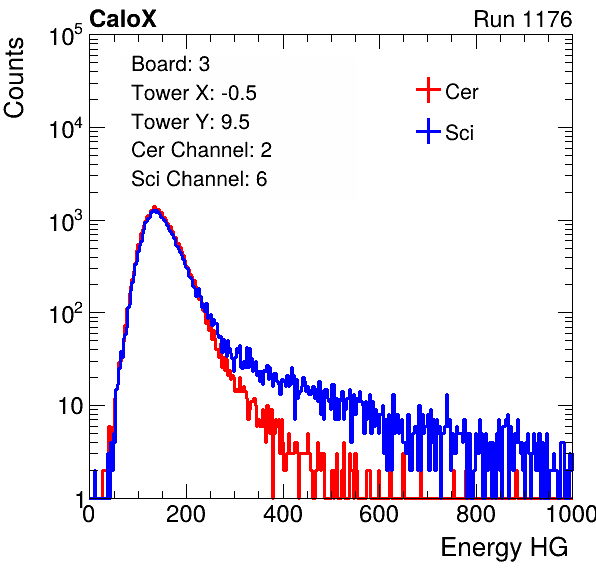 CaloX Run 1176
Counts
10^5
10^4
10^3
10^2
10
1
Board: 3
Tower X: -0.5
Tower Y: 9.5
Cer Channel: 2
Sci Channel: 6
Cer
Sci
0 200 400 600 800 1000
Energy HG